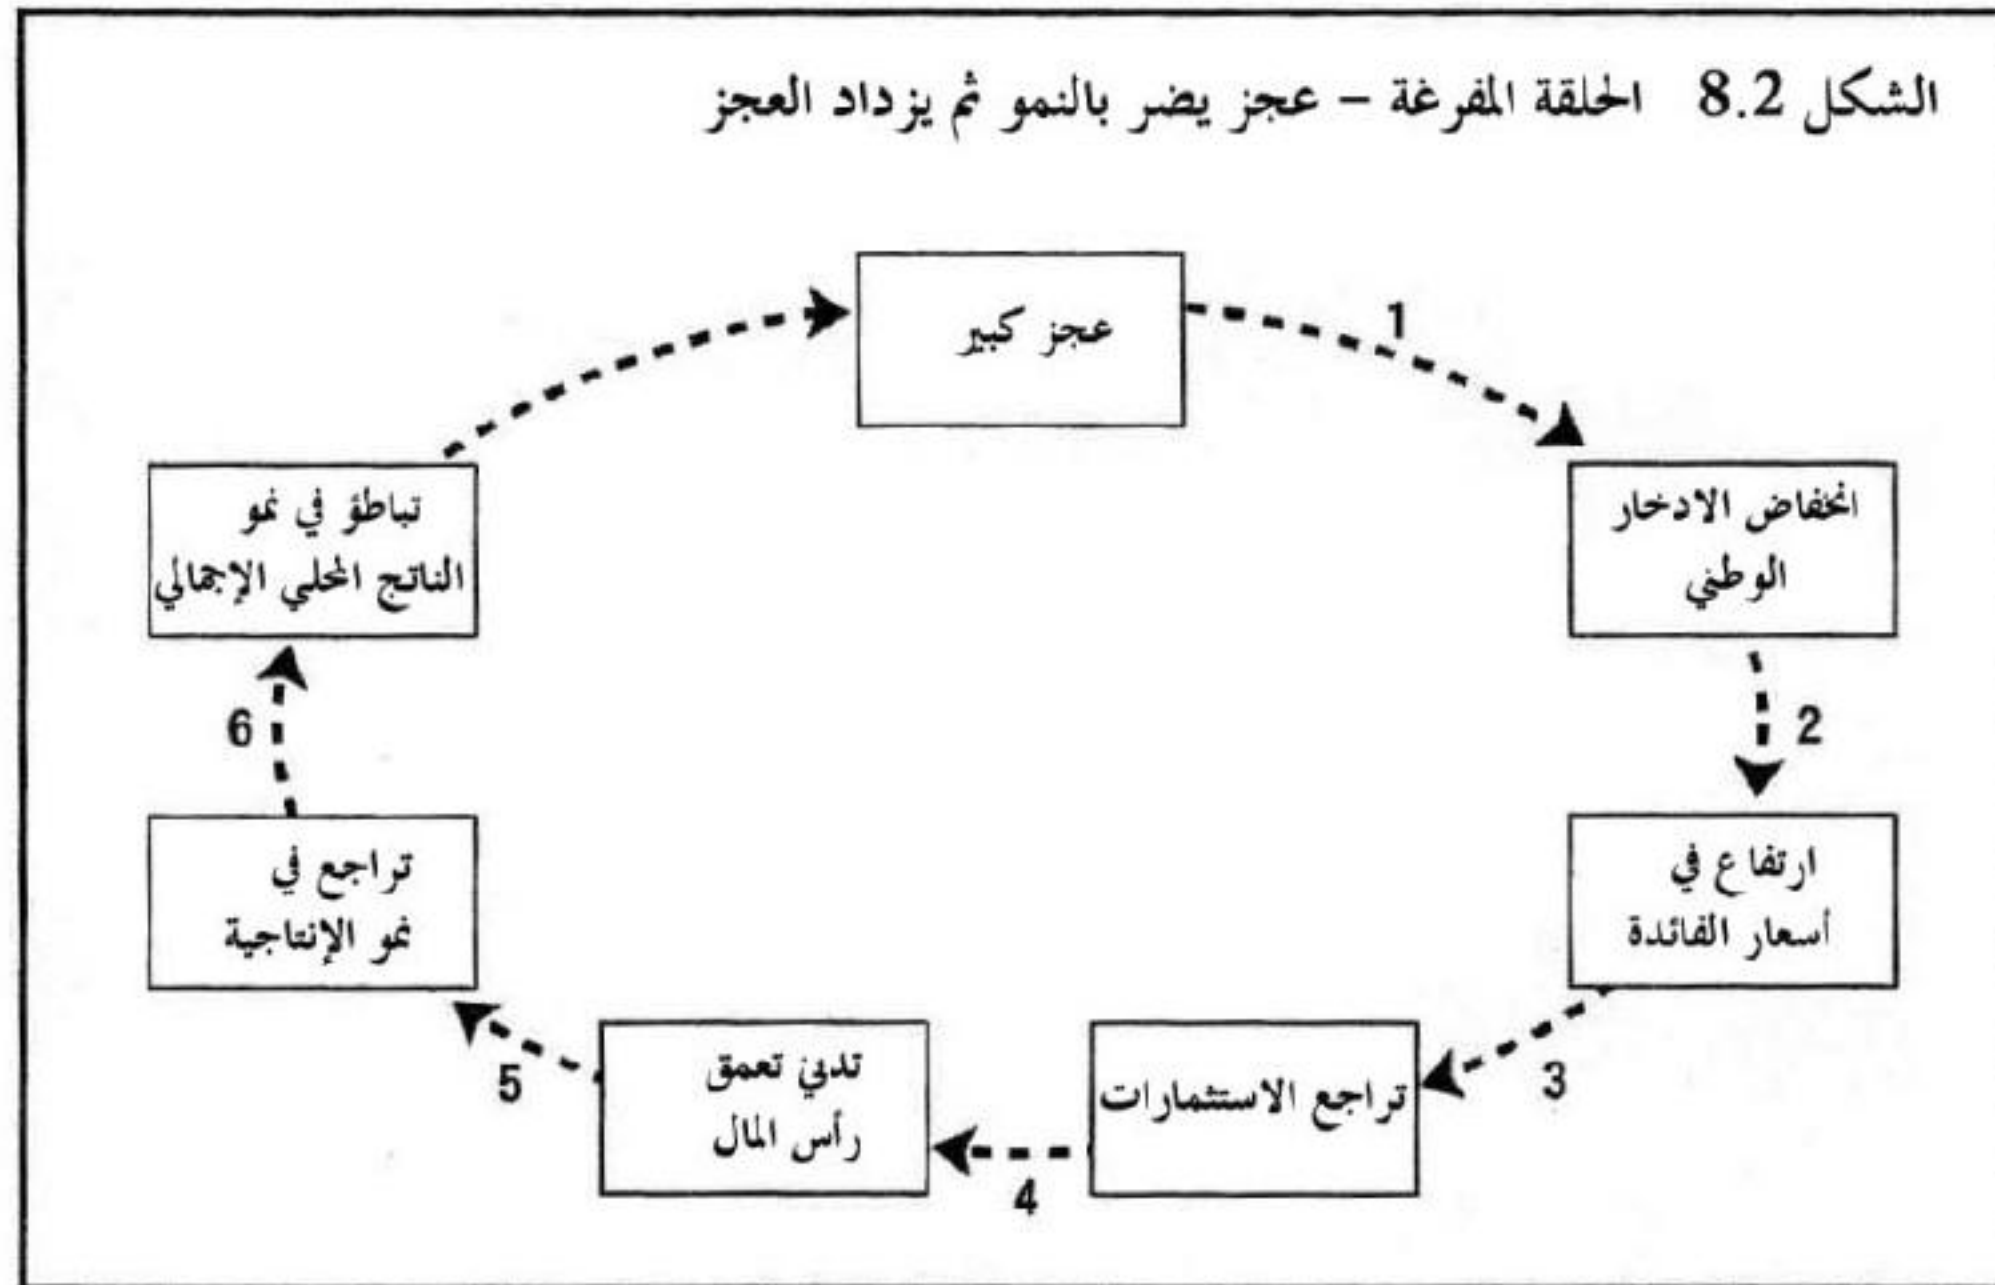 الشكل 8.2 الحلقة المفرغة – عجز يضر بالنمو ثم يزداد العجز
عجز كبير
1
انخفاض الادخار
الوطني
2
ارتفاع في
أسعار الفائدة
3
تراجع الاستثمارات
4
تدني تعمق
رأس المال
5
تراجع في
نمو الإنتاجية
6
تباطؤ في نمو
الناتج المحلي الإجمالي